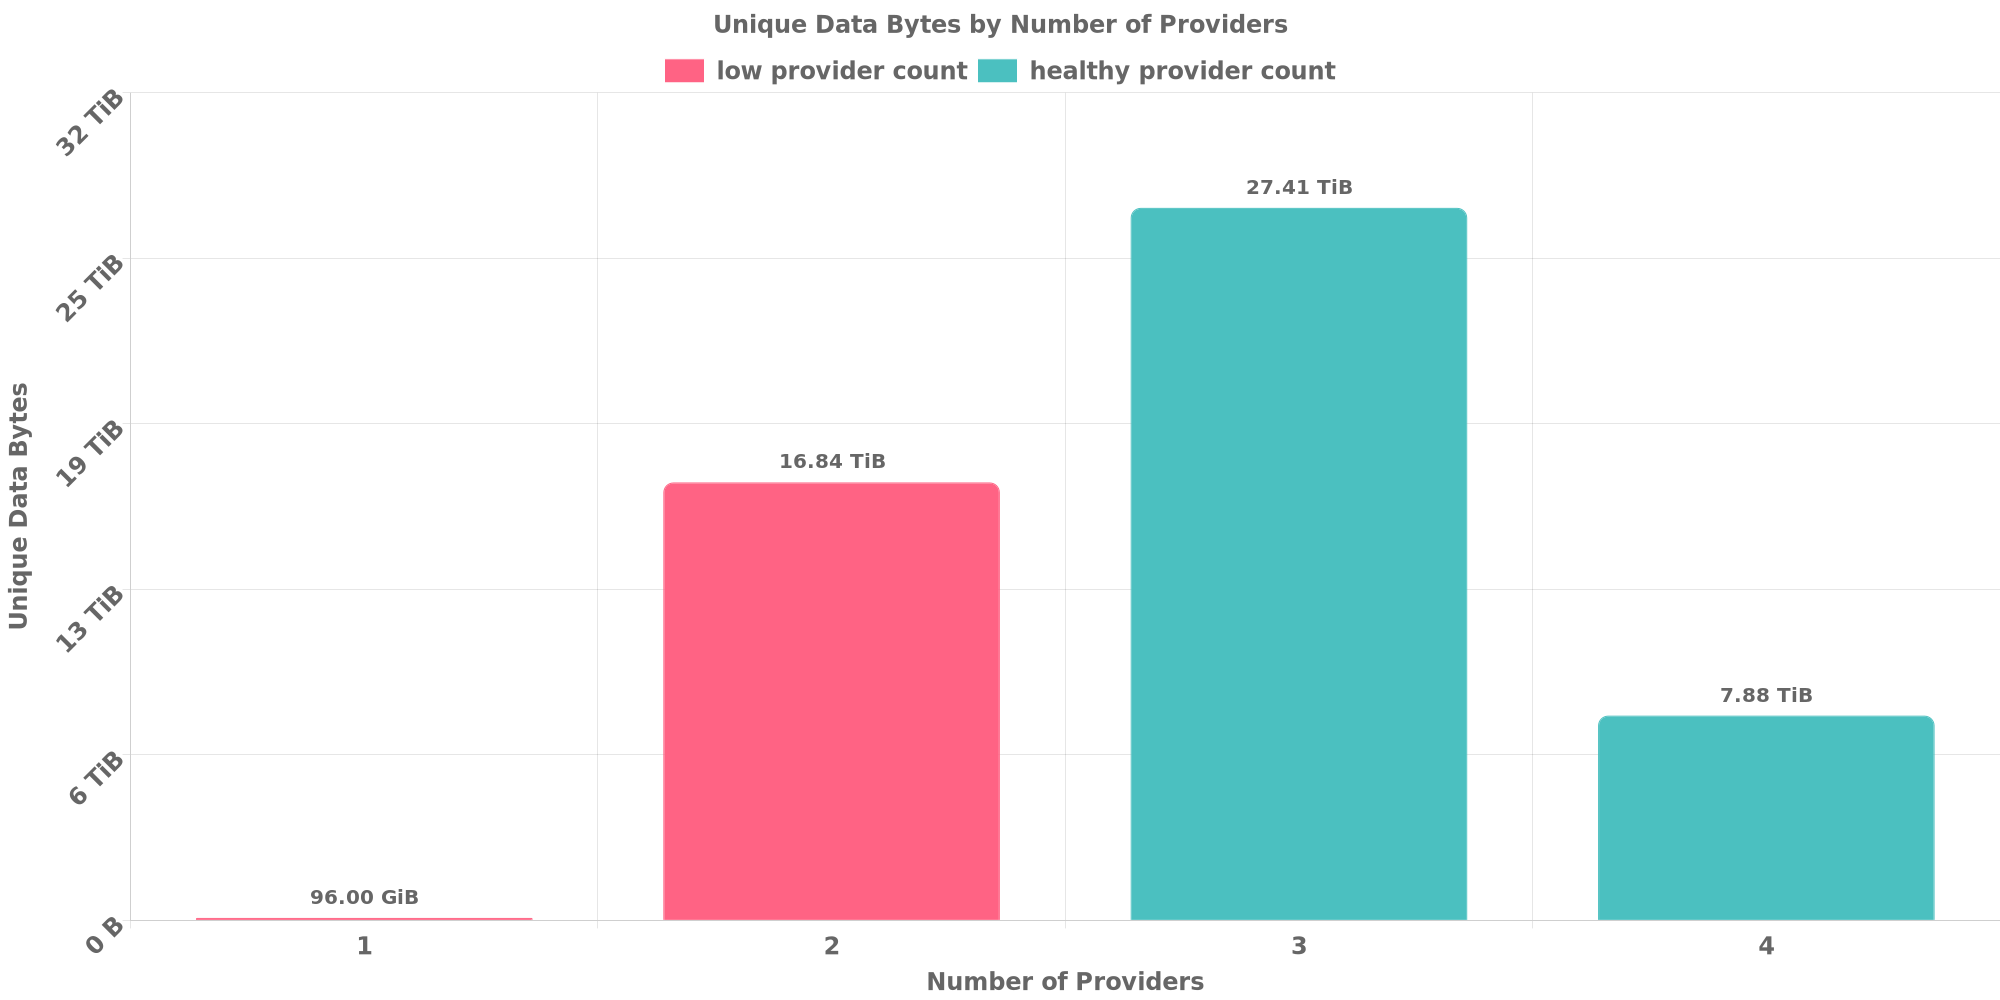 Unique Data Bytes by Number of Providers
low provider count healthy provider count
32 TiB
25 TiB
19 TiB
13 TiB
6 TiB
0 B
Unique Data Bytes
96.00 GiB
16.84 TiB
27.41 TiB
7.88 TiB
1 2 3 4
Number of Providers